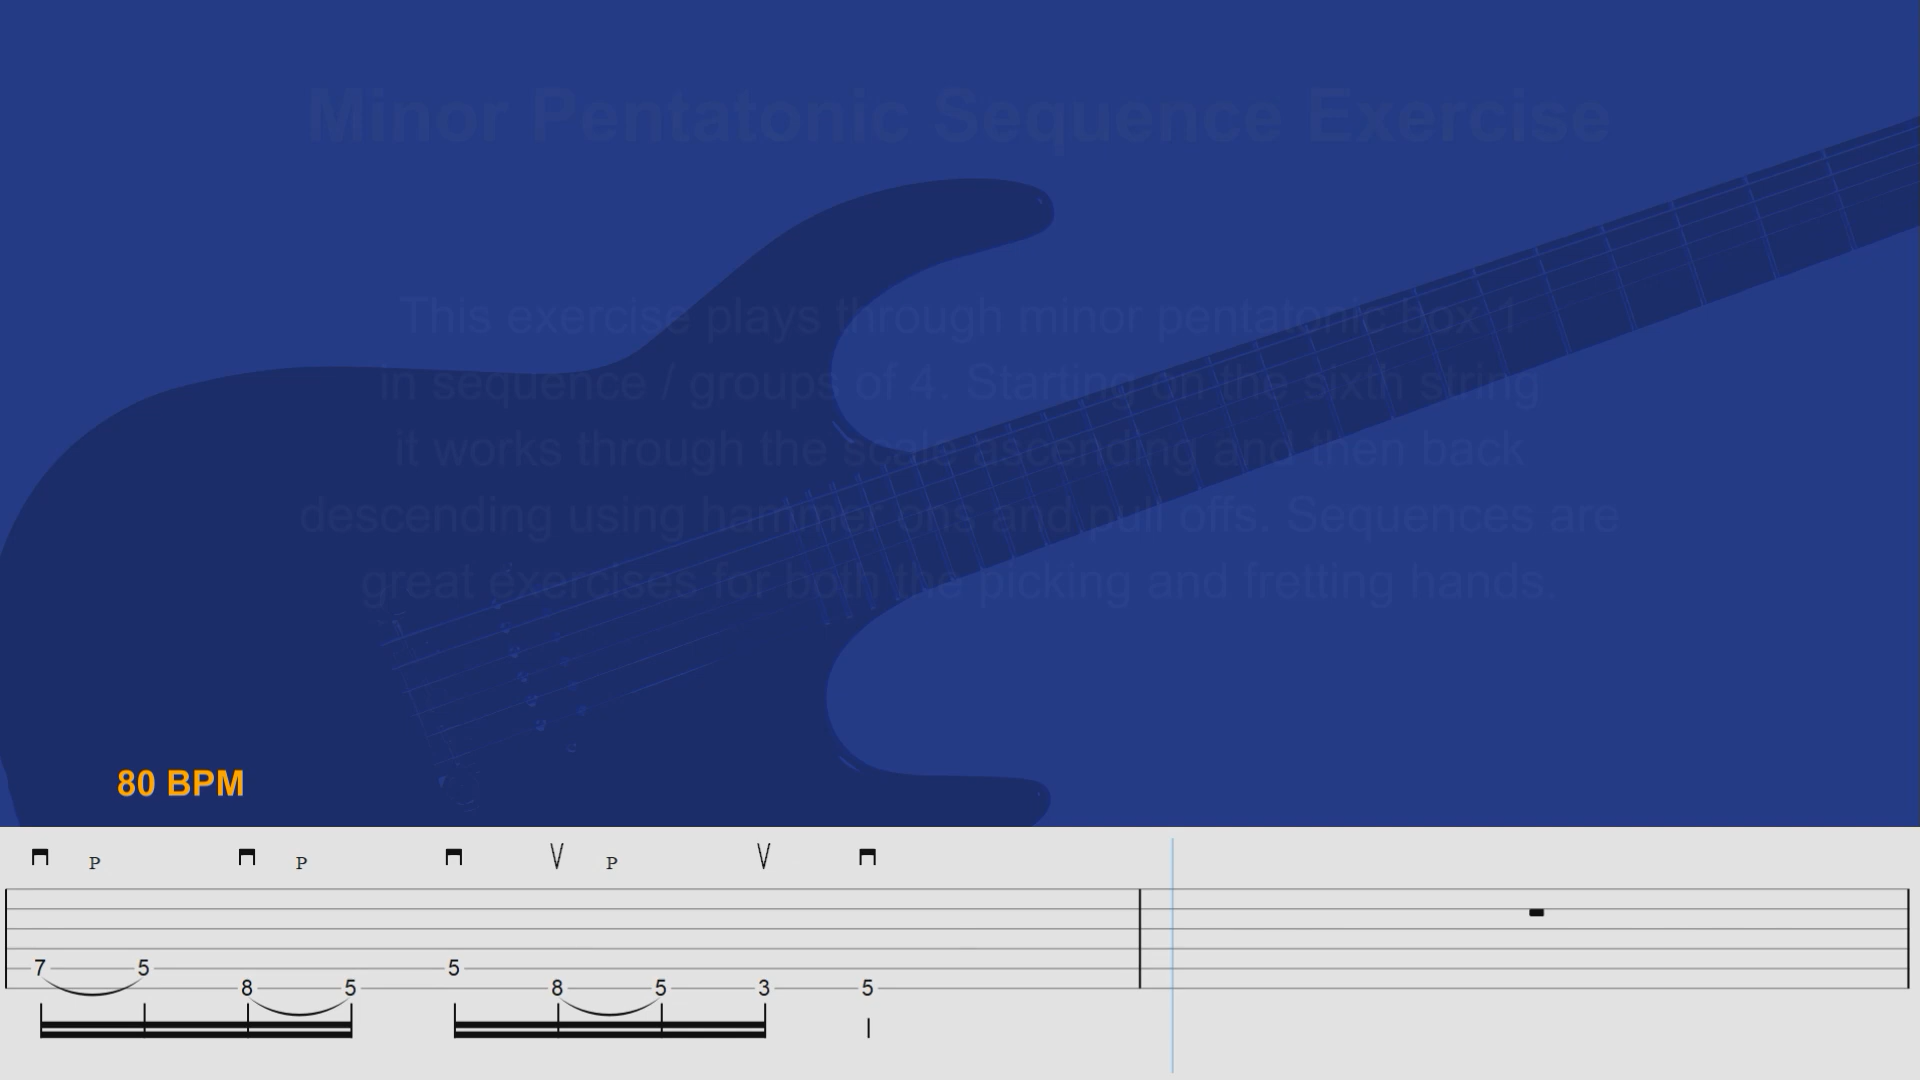 Minor Pentatonic Sequence Exercise
This exercise plays through minor pentatonic box 1
in sequence / groups of 4. Starting on the sixth string
it works through the scale ascending and then back
descending using hammer ons and pull offs. Sequences are
great exercises for both the picking and fretting hands.
80 BPM
P P P
7 5 5
8 5 8 5 3 5